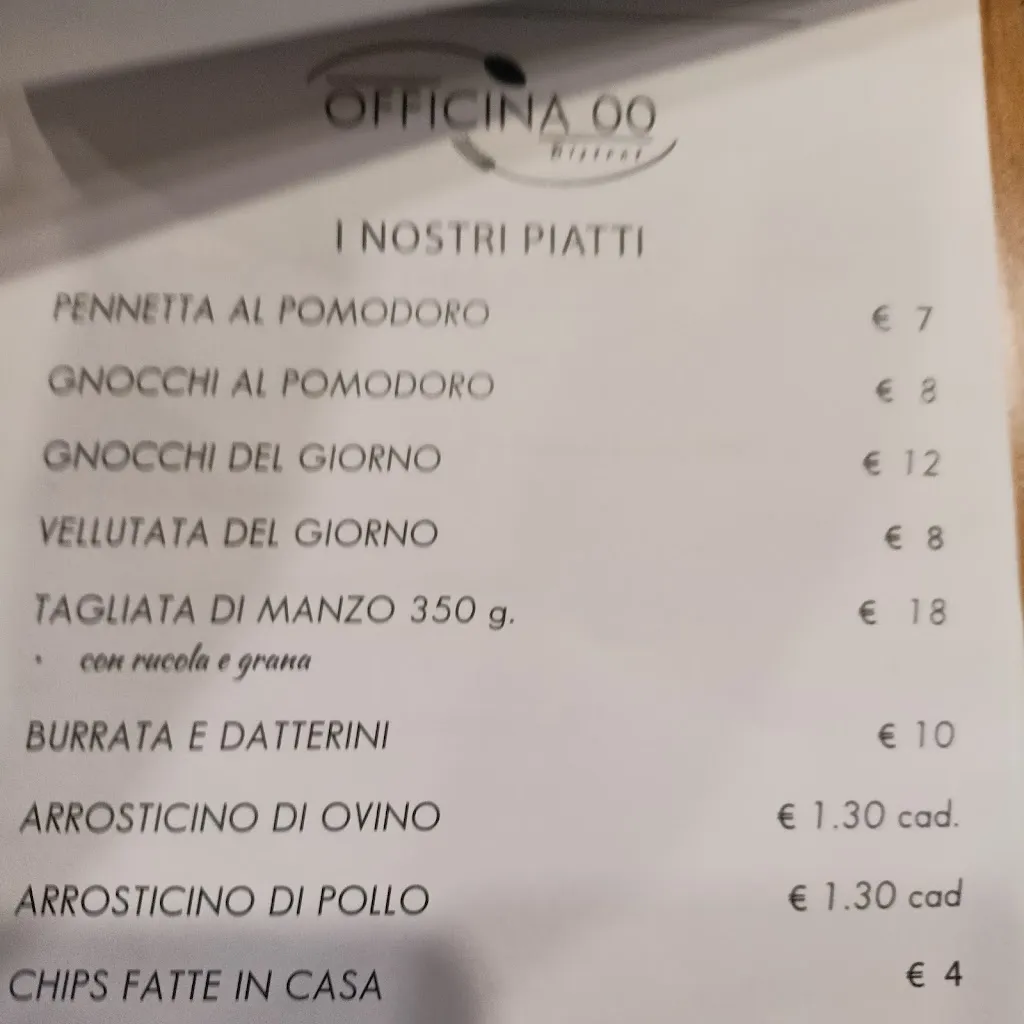 OFFICINA 00
Bistrot
I NOSTRI PIATTI
PENNETTA AL POMODORO € 7
GNOCCHI AL POMODORO € 8
GNOCCHI DEL GIORNO € 12
VELLUTATA DEL GIORNO € 8
TAGLIATA DI MANZO 350 g. € 18
• con rucola e grana
BURRATA E DATTERINI € 10
ARROSTICINO DI OVINO € 1.30 cad.
ARROSTICINO DI POLLO € 1.30 cad
CHIPS FATTE IN CASA € 4